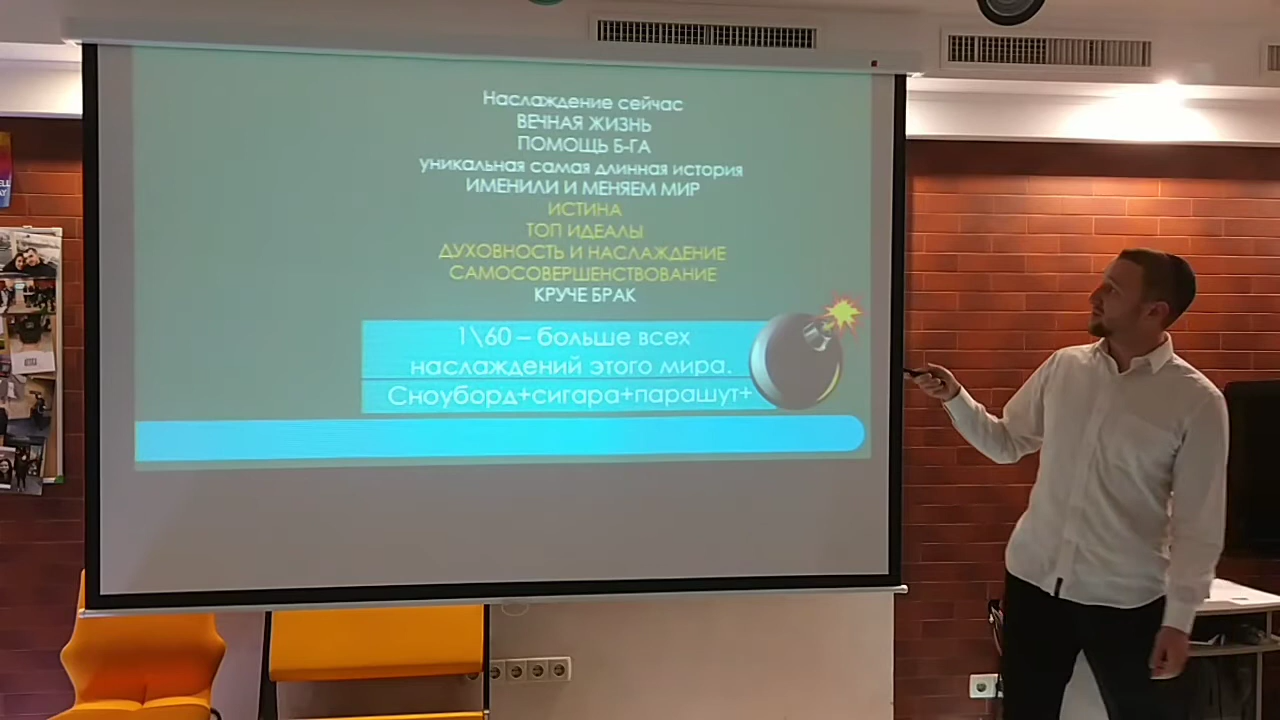 Наслаждение сейчас
ВЕЧНАЯ ЖИЗНЬ
ПОМОЩЬ Б-ГА
уникальная самая длинная история
ИМЕНИЛИ И МЕНЯЕМ МИР
ИСТИНА
ТОП ИДЕАЛЫ
ДУХОВНОСТЬ И НАСЛАЖДЕНИЕ
САМОСОВЕРШЕНСТВОВАНИЕ
КРУЧЕ БРАК
1\60 – больше всех
наслаждений этого мира.
Сноуборд+сигара+парашут+